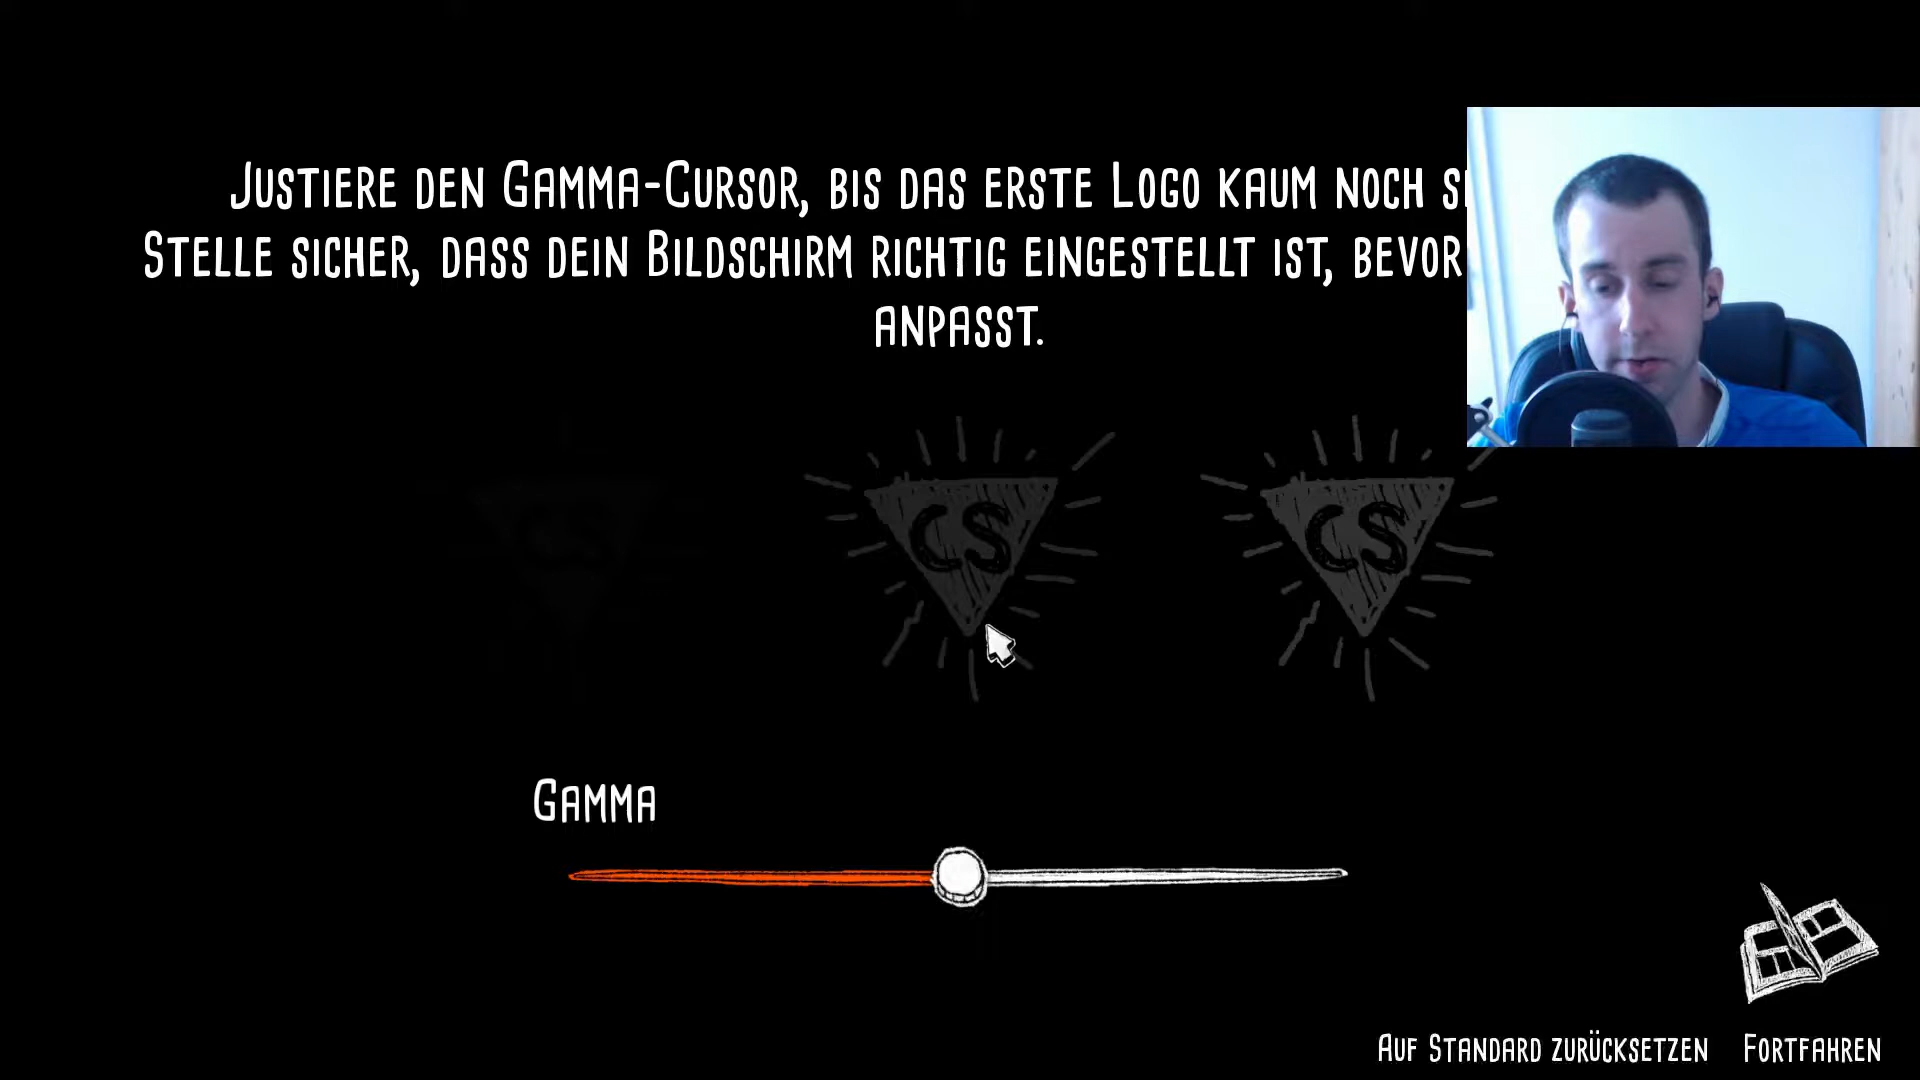 Justiere den Gamma-Cursor, bis das erste Logo kaum noch
Stelle sicher, dass dein Bildschirm richtig eingestellt ist, bevor
anpasst.
CS CS CS
Gamma
Auf Standard zurücksetzen Fortfahren